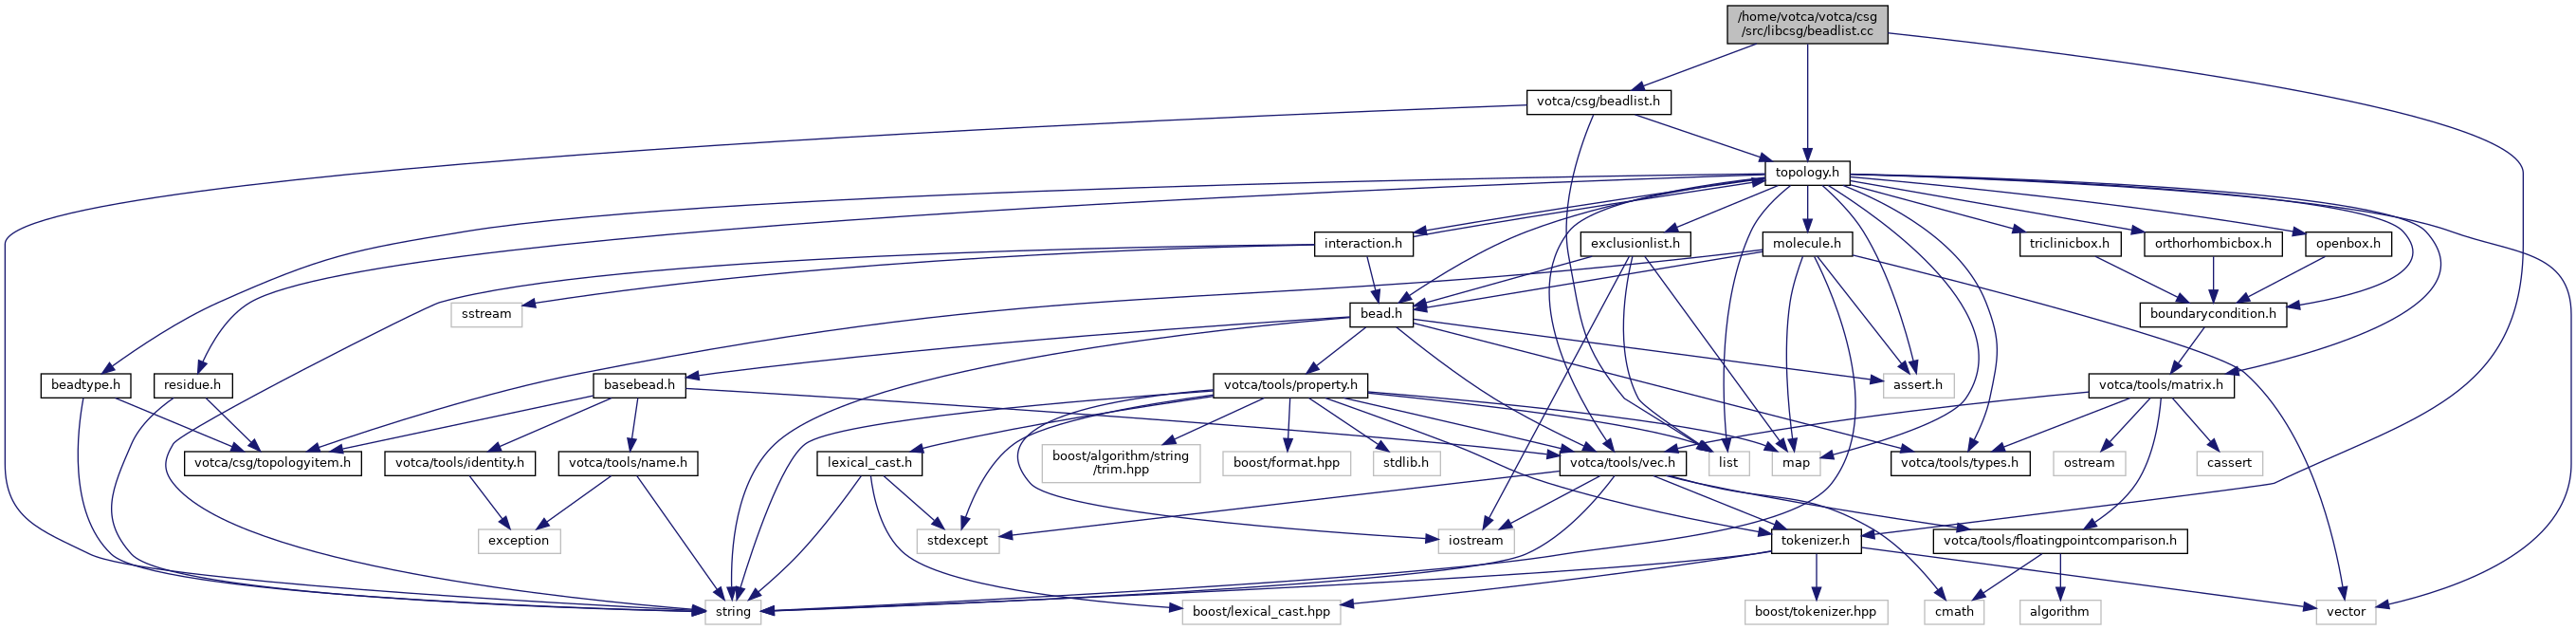 /home/votca/votca/csg
/src/libcsg/beadlist.cc
votca/csg/beadlist.h
topology.h
interaction.h
exclusionlist.h
molecule.h
triclinicbox.h
orthorhombicbox.h
openbox.h
sstream
bead.h
boundarycondition.h
beadtype.h
residue.h
basebead.h
votca/tools/property.h
assert.h
votca/tools/matrix.h
votca/csg/topologyitem.h
votca/tools/identity.h
votca/tools/name.h
lexical_cast.h
boost/algorithm/string
/trim.hpp
boost/format.hpp
stdlib.h
votca/tools/vec.h
list
map
votca/tools/types.h
ostream
cassert
exception
stdexcept
iostream
tokenizer.h
votca/tools/floatingpointcomparison.h
string
boost/lexical_cast.hpp
boost/tokenizer.hpp
cmath
algorithm
vector